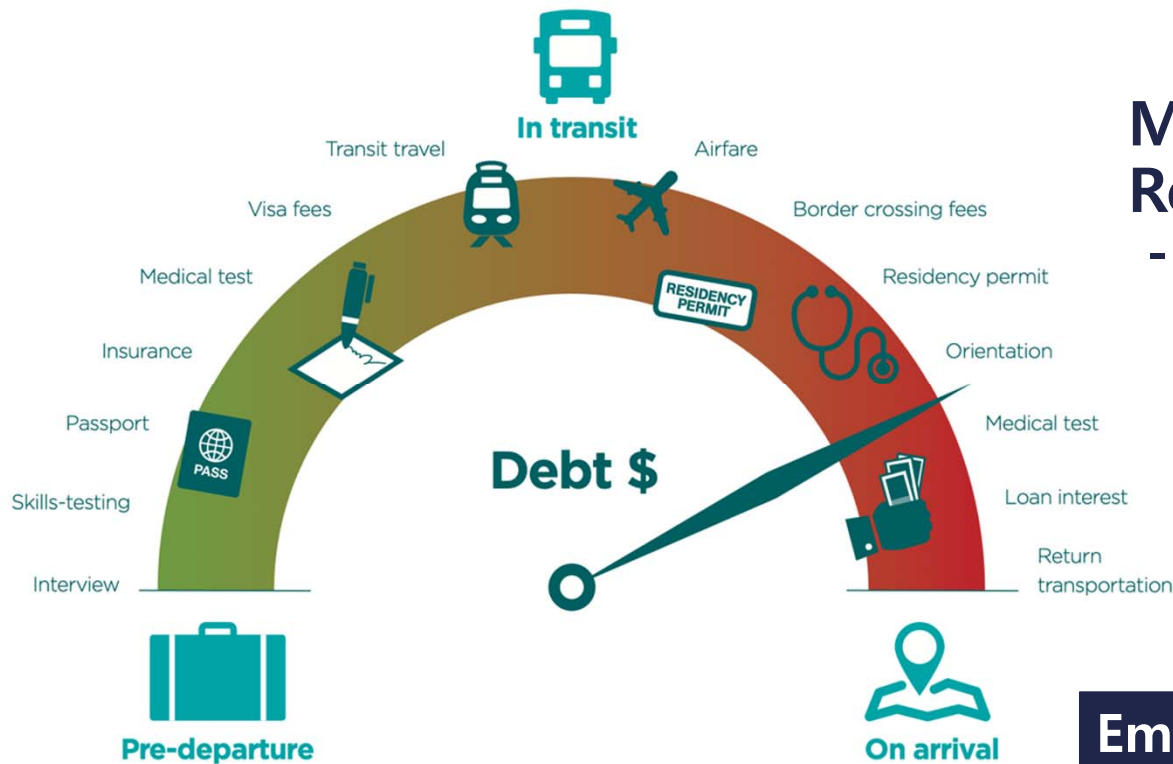 In transit
Transit travel
Airfare
Visa fees
Border crossing fees
Medical test
Residency permit
RESIDENCY
PERMIT
Insurance
Orientation
Passport
Medical test
PASS
Debt $
Skills-testing
Loan interest
Interview
Return
transportation
Pre-departure
On arrival